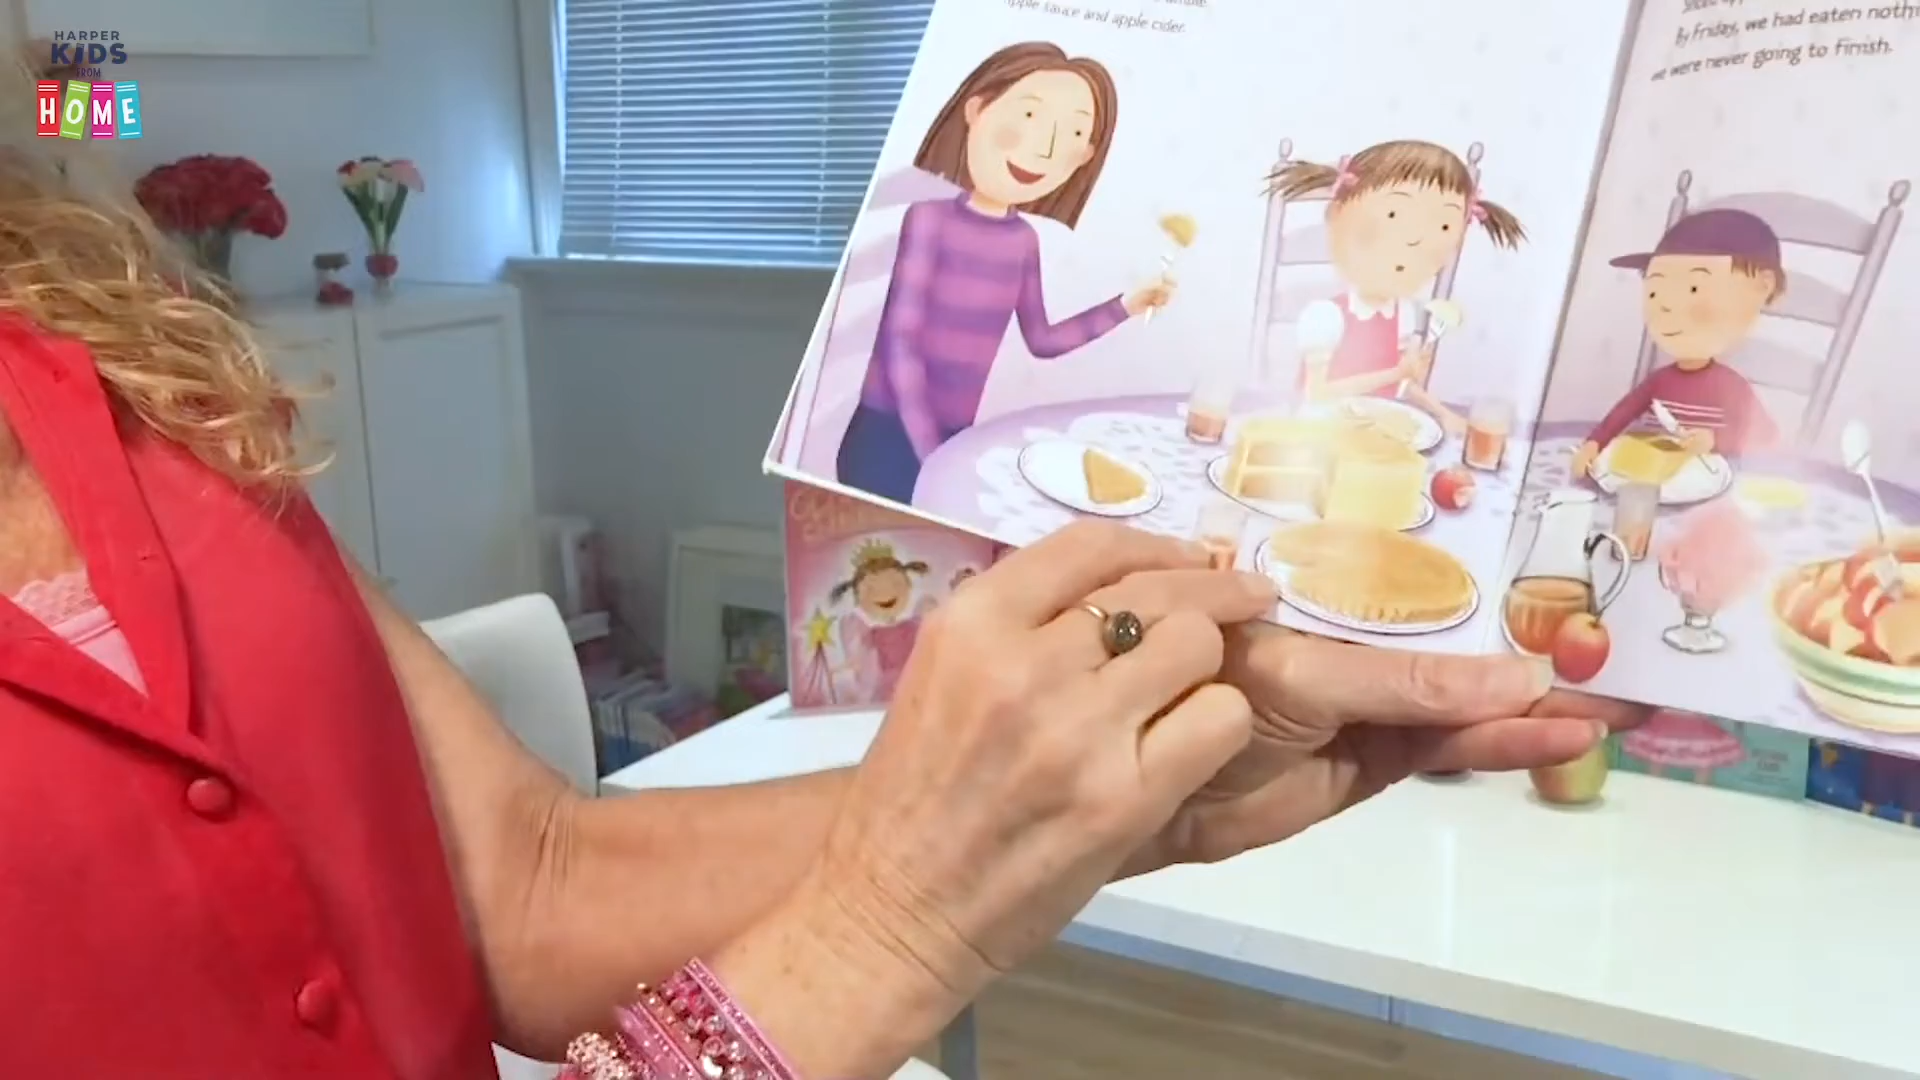 HARPER
KIDS
FROM
HOME
apple sauce and apple cider.
By Friday, we had eaten
we were never going to finish.